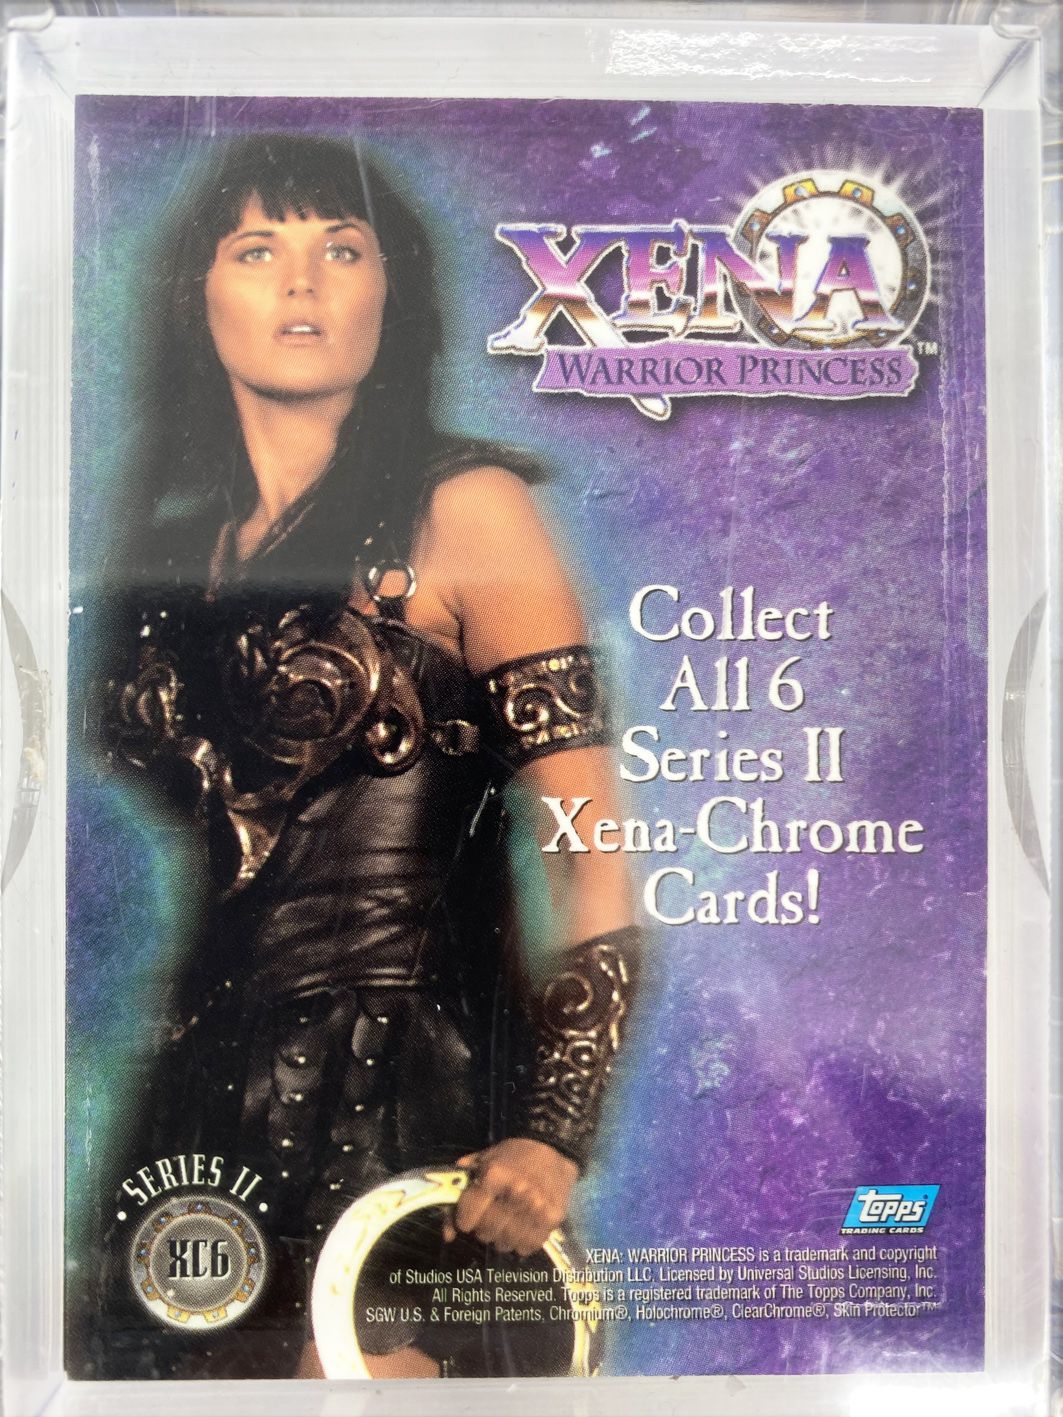 XENA
WARRIOR PRINCESS™
Collect
All 6
Series II
Xena-Chrome
Cards!
• SERIES II •
XC6
topps®
TRADING CARDS
XENA: WARRIOR PRINCESS is a trademark and copyright
of Studios USA Television Distribution LLC. Licensed by Universal Studios Licensing, Inc.
All Rights Reserved. Topps is a registered trademark of The Topps Company, Inc.
SGW U.S. & Foreign Patents, Chromium®, Holochrome®, ClearChrome®, Skin Protector™